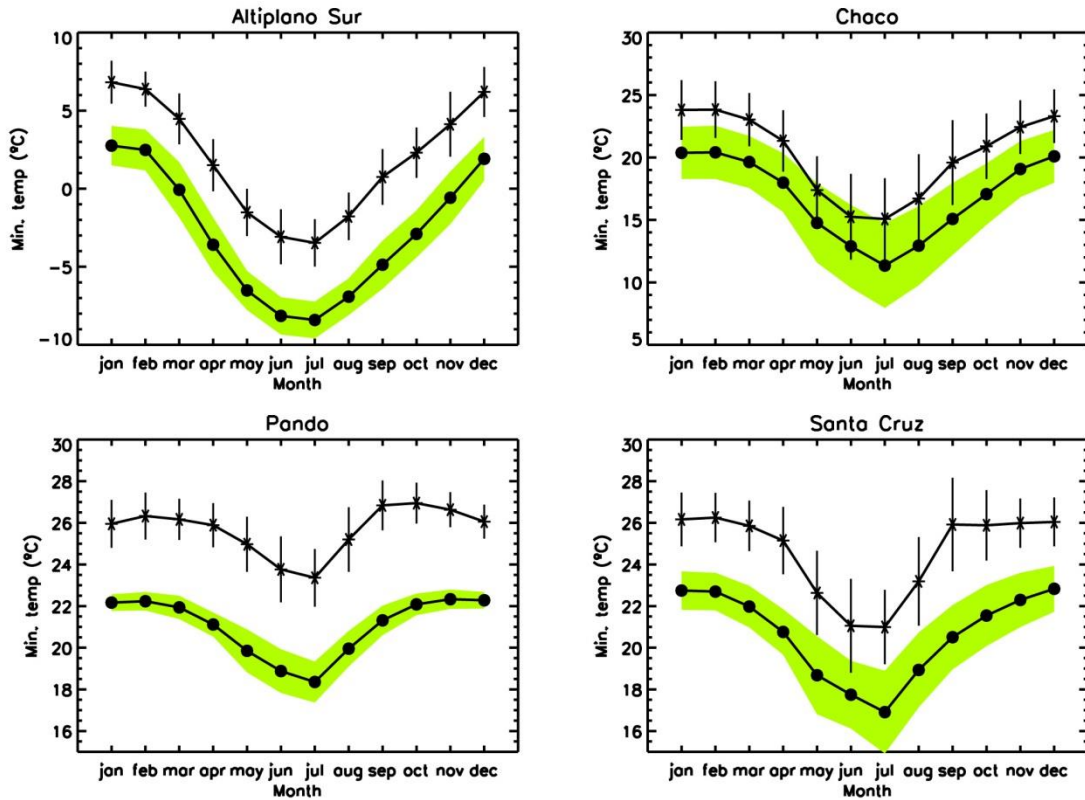 Altiplano Sur
Min. temp (ºC)
10
5
0
−5
−10
jan feb mar apr may jun jul aug sep oct nov dec
Month
Chaco
Min. temp (ºC)
30
25
20
15
10
5
jan feb mar apr may jun jul aug sep oct nov dec
Month
Pando
Min. temp (ºC)
30
28
26
24
22
20
18
16
jan feb mar apr may jun jul aug sep oct nov dec
Month
Santa Cruz
Min. temp (ºC)
30
28
26
24
22
20
18
16
jan feb mar apr may jun jul aug sep oct nov dec
Month